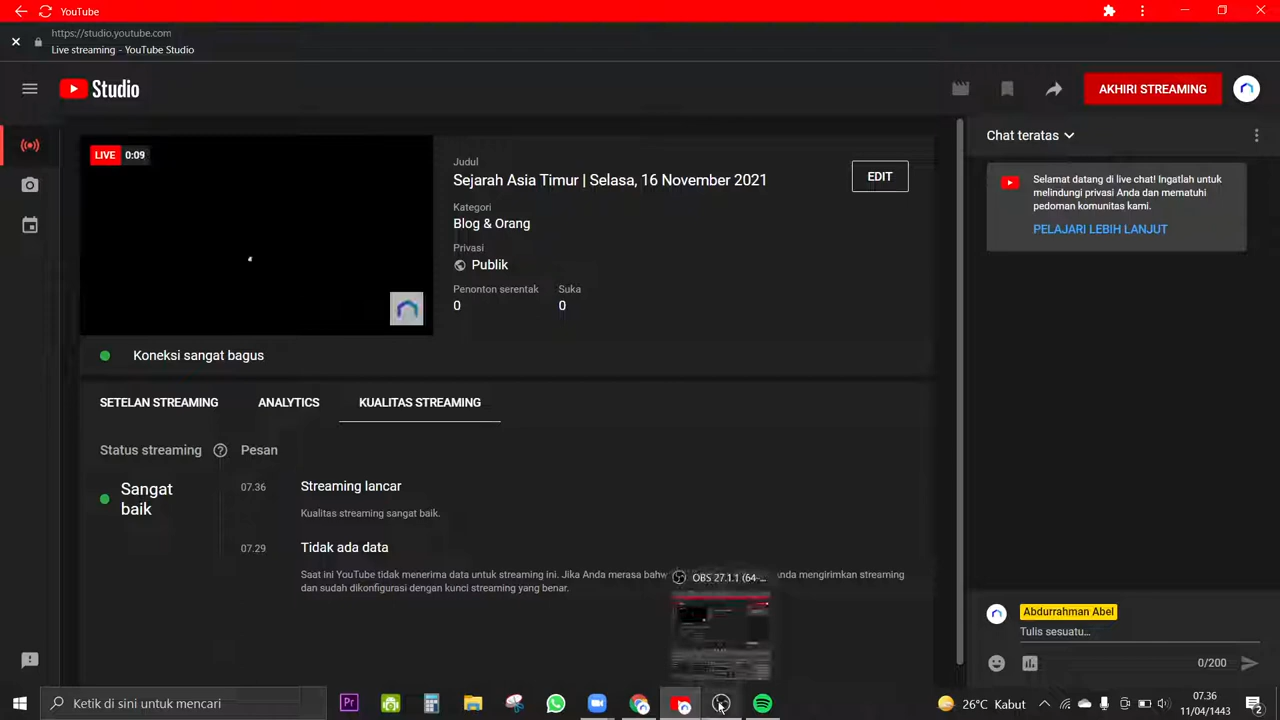 YouTube
https://studio.youtube.com
Live streaming - YouTube Studio
Studio
AKHIRI STREAMING
LIVE 0:09
Judul
Sejarah Asia Timur | Selasa, 16 November 2021
EDIT
Kategori
Blog & Orang
Privasi
Publik
Penonton serentak Suka
0 0
Koneksi sangat bagus
SETELAN STREAMING ANALYTICS KUALITAS STREAMING
Status streaming Pesan
Sangat
baik
07.36 Streaming lancar
Kualitas streaming sangat baik.
07.29 Tidak ada data
Saat ini YouTube tidak menerima data untuk streaming ini. Jika Anda merasa bahw Anda mengirimkan streaming
dan sudah dikonfigurasi dengan kunci streaming yang benar.
OBS 27.1.1 (64-...
Chat teratas
Selamat datang di live chat! Ingatlah untuk
melindungi privasi Anda dan mematuhi
pedoman komunitas kami.
PELAJARI LEBIH LANJUT
Abdurrahman Abel
Tulis sesuatu...
0/200
Ketik di sini untuk mencari
Pr
26°C Kabut
07.36
11/04/1443
2